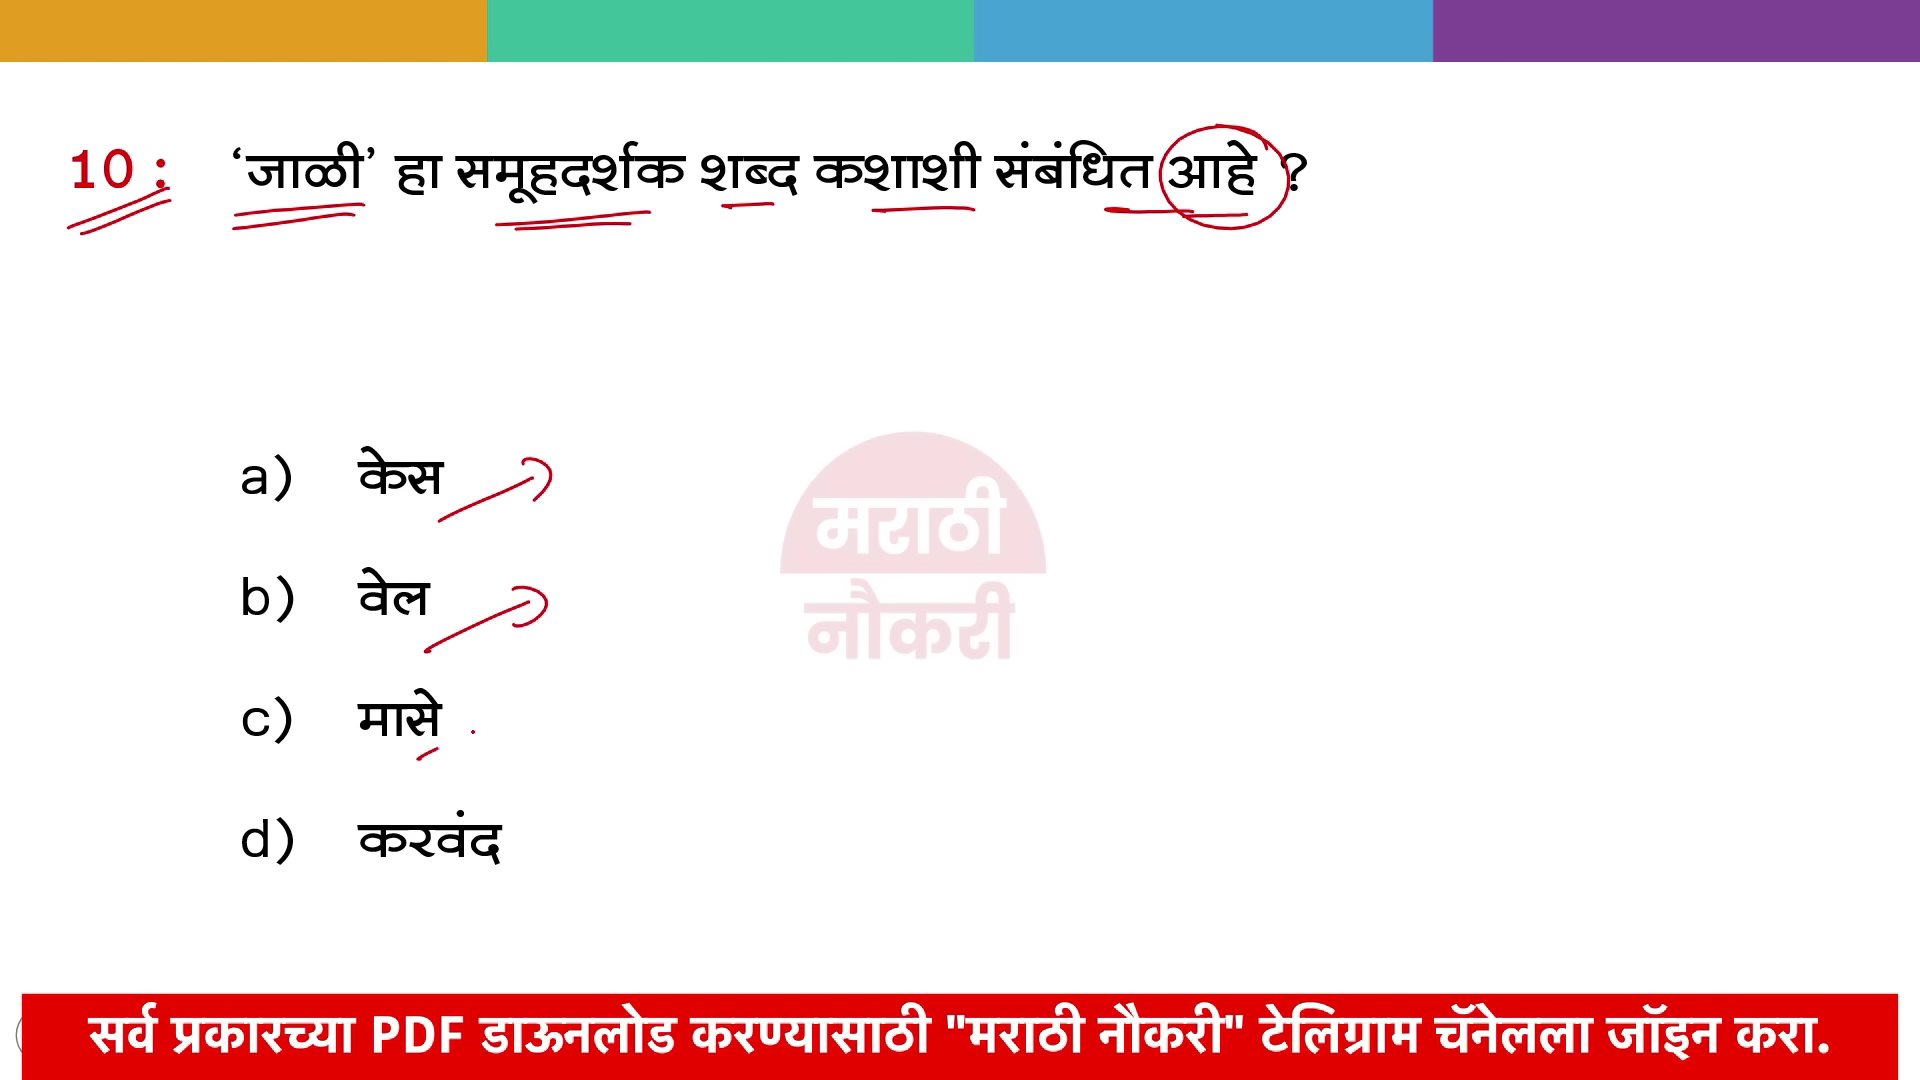 10 : ‘जाळी’ हा समूहदर्शक शब्द कशाशी संबंधित आहे ?
a) केस
b) वेल
मराठी
नौकरी
c) मासे
d) करवंद
सर्व प्रकारच्या PDF डाऊनलोड करण्यासाठी "मराठी नौकरी" टेलिग्राम चॅनेलला जॉइन करा.